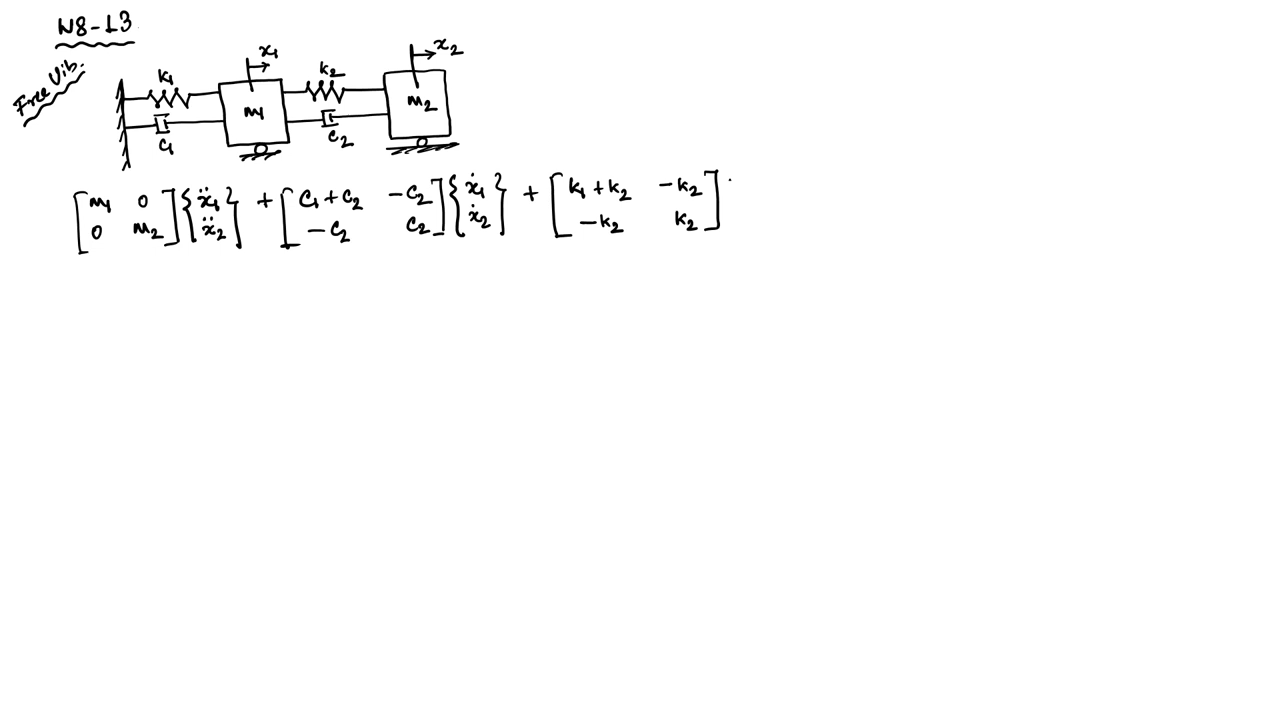 W8-L3
Free Vib.
x₁
x₂
k₁
k₂
m₁
m₂
c₁
c₂
[m₁ 0; 0 m₂]{ẍ₁; ẍ₂} + [c₁+c₂ -c₂; -c₂ c₂]{ẋ₁; ẋ₂} + [k₁+k₂ -k₂; -k₂ k₂]